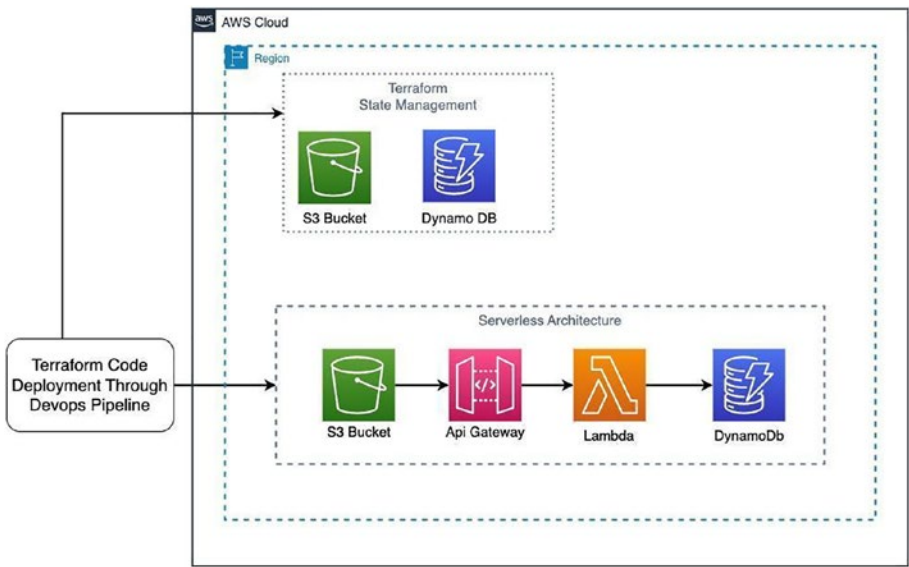 aws
AWS Cloud
Region
Terraform
State Management
S3 Bucket
Dynamo DB
Terraform Code
Deployment Through
Devops Pipeline
Serverless Architecture
S3 Bucket
Api Gateway
Lambda
DynamoDb